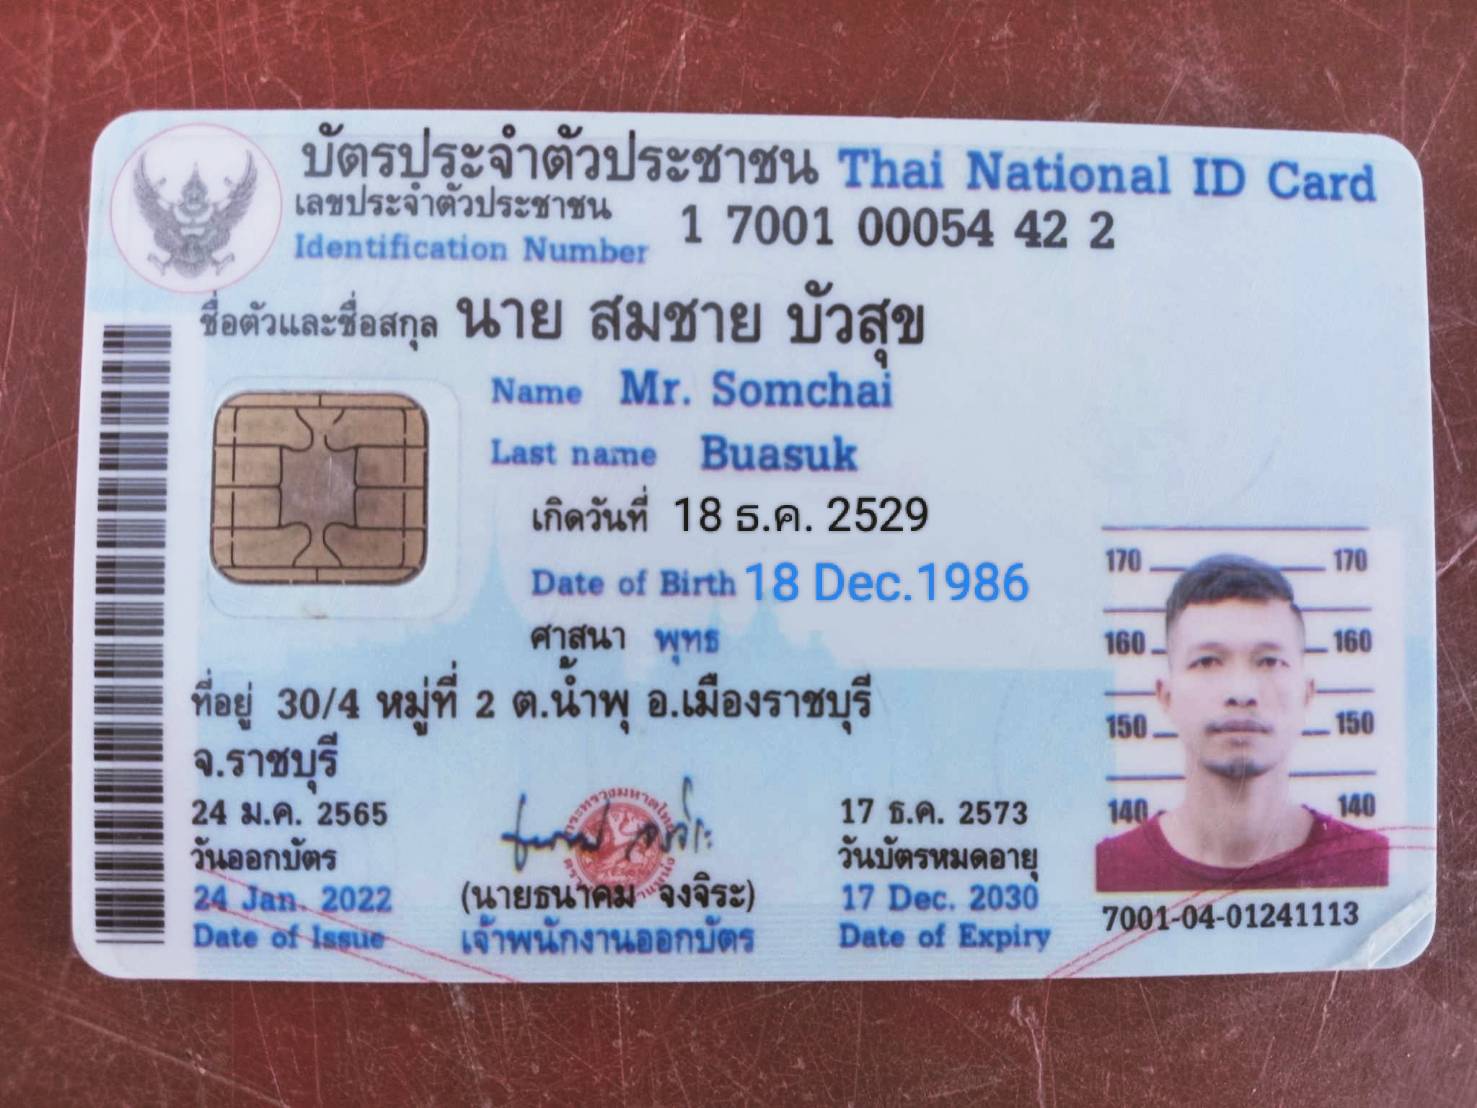 บัตรประจำตัวประชาชน Thai National ID Card
เลขประจำตัวประชาชน
Identification Number 1 7001 00054 42 2
ชื่อตัวและชื่อสกุล นาย สมชาย บัวสุข
Name Mr. Somchai
Last name Buasuk
เกิดวันที่ 18 ธ.ค. 2529
Date of Birth 18 Dec.1986
ศาสนา พุทธ
ที่อยู่ 30/4 หมู่ที่ 2 ต.น้ำพุ อ.เมืองราชบุรี
จ.ราชบุรี
24 ม.ค. 2565
วันออกบัตร
24 Jan. 2022
Date of Issue
(นายธนาคม จงจิระ)
เจ้าพนักงานออกบัตร
17 ธ.ค. 2573
วันบัตรหมดอายุ
17 Dec. 2030
Date of Expiry
170 170
160 160
150 150
140 140
7001-04-01241113